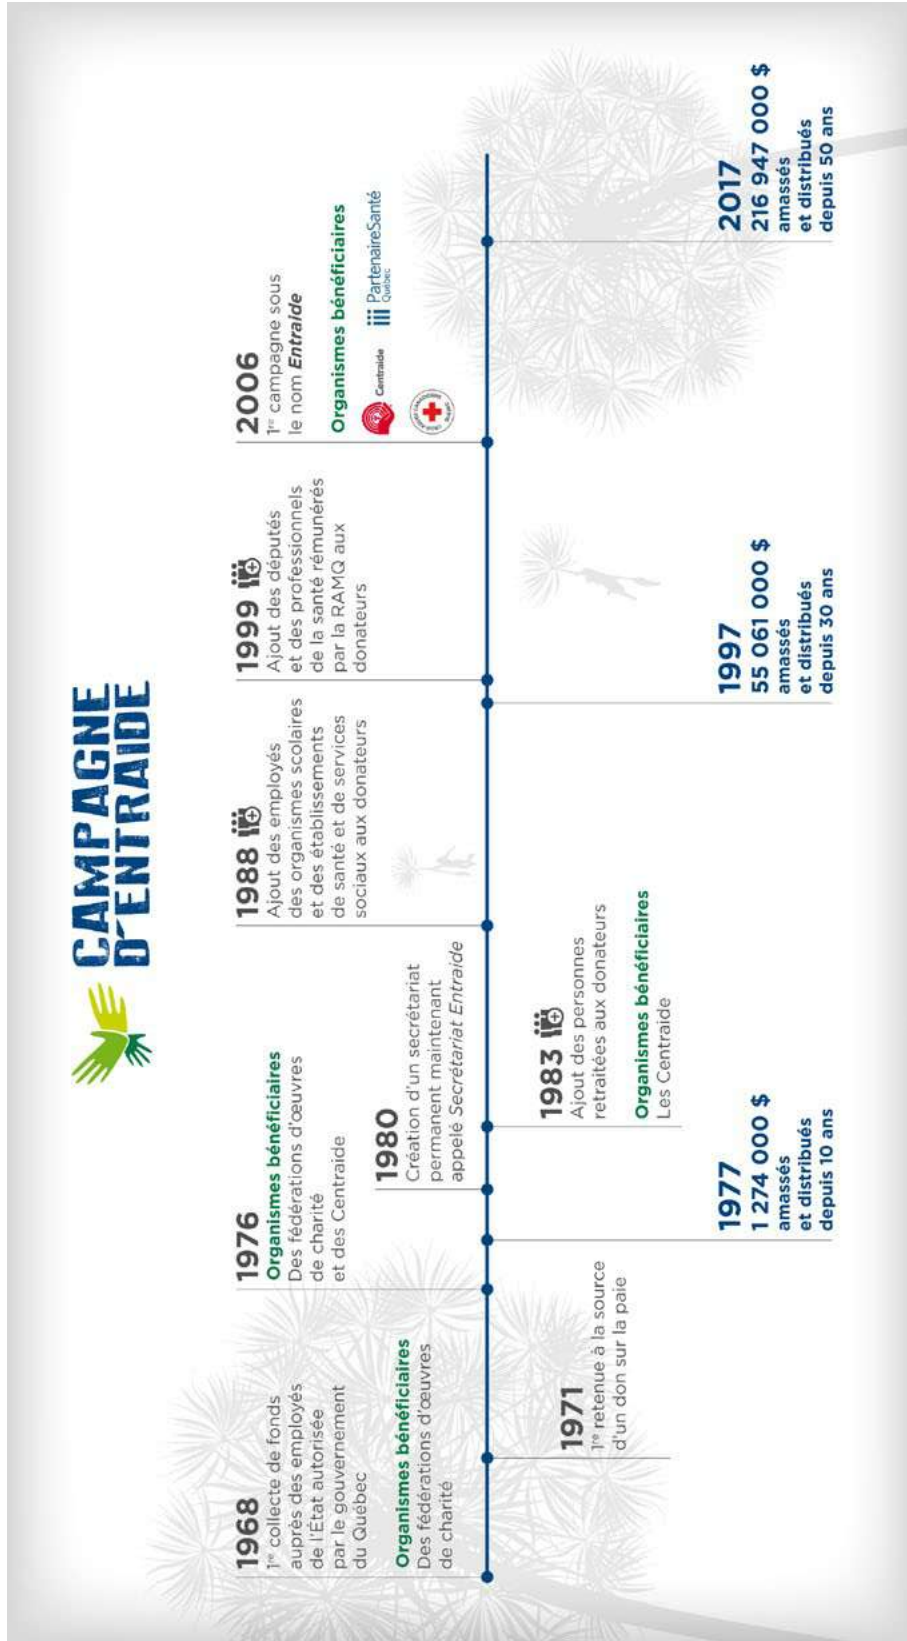 CAMPAGNE
D'ENTRAIDE
1968
1re collecte de fonds
auprès des employés
de l'État autorisée
par le gouvernement
du Québec
Organismes bénéficiaires
Des fédérations d'œuvres
de charité
1971
1re retenue à la source
d'un don sur la paie
1976
Organismes bénéficiaires
Des fédérations d'œuvres
de charité
et des Centraide
1977
1 274 000 $
amassés
et distribués
depuis 10 ans
1980
Création d'un secrétariat
permanent maintenant
appelé Secrétariat Entraide
1983
Ajout des personnes
retraitées aux donateurs
Organismes bénéficiaires
Les Centraide
1988
Ajout des employés
des organismes scolaires
et des établissements
de santé et de services
sociaux aux donateurs
1997
55 061 000 $
amassés
et distribués
depuis 30 ans
1999
Ajout des députés
et des professionnels
de la santé rémunérés
par la RAMQ aux
donateurs
2006
1re campagne sous
le nom Entraide
Organismes bénéficiaires
Centraide
PartenaireSanté
Québec
2017
216 947 000 $
amassés
et distribués
depuis 50 ans